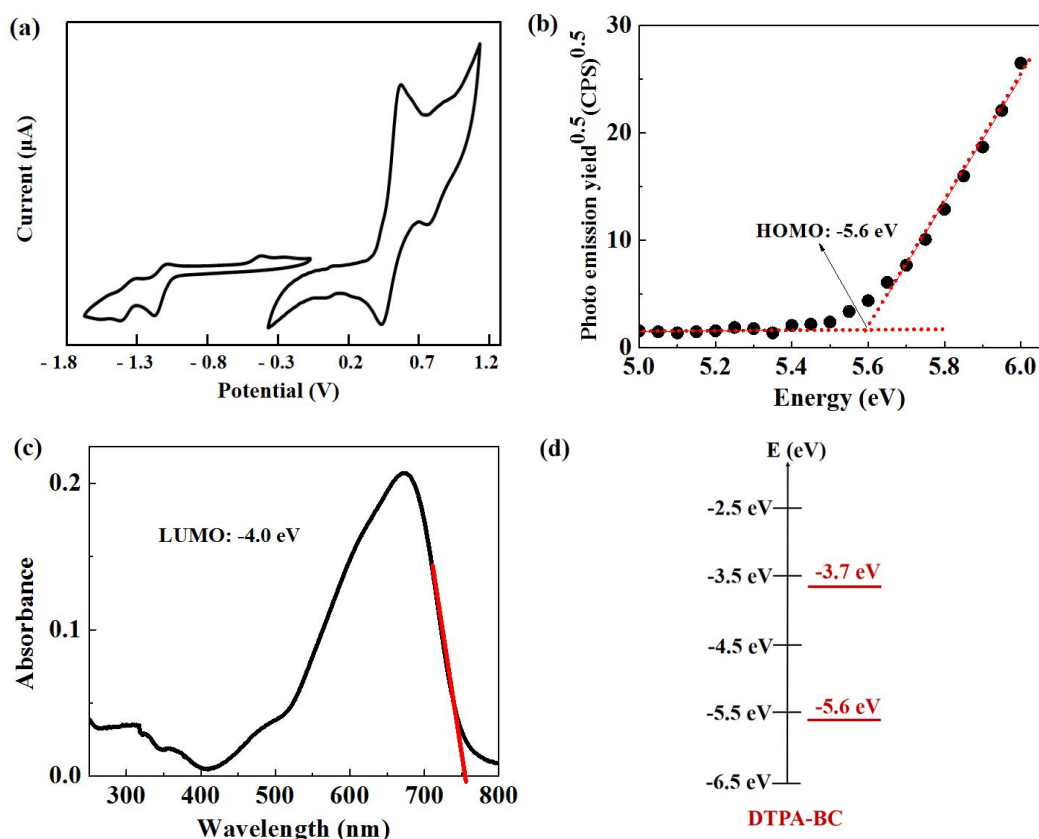 (a)
Current (μA)
- 1.8
- 1.3
- 0.8
- 0.3
0.2
0.7
1.2
Potential (V)
(b)
Photo emission yield^0.5(CPS)^0.5
30
20
10
0
HOMO: -5.6 eV
5.0
5.2
5.4
5.6
5.8
6.0
Energy (eV)
(c)
Absorbance
0.2
0.1
0.0
LUMO: -4.0 eV
300
400
500
600
700
800
Wavelength (nm)
(d)
E (eV)
-2.5 eV
-3.5 eV
-3.7 eV
-4.5 eV
-5.5 eV
-5.6 eV
-6.5 eV
DTPA-BC